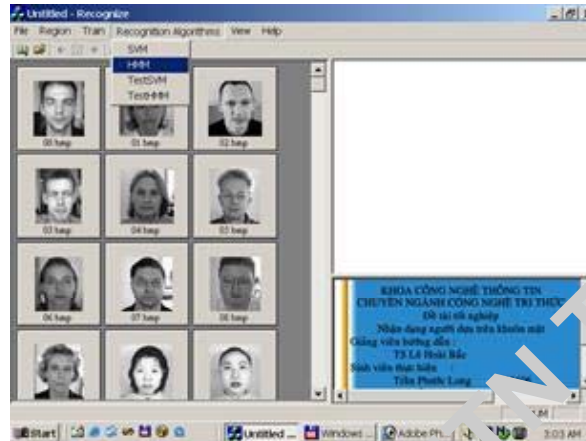 Untitled - Recognize
File Region Train Recognition Algorithms View Help
SVM
HMM
TestSVM
TestHMM
00.bmp 01.bmp 02.bmp
03.bmp 04.bmp 05.bmp
06.bmp 07.bmp 08.bmp
KHOA CÔNG NGHỆ THÔNG TIN
CHUYÊN NGÀNH CÔNG NGHỆ TRI THỨC
Đề tài tốt nghiệp
Nhận dạng người dựa trên khuôn mặt
Giảng viên hướng dẫn :
TS Lê Hoài Bắc
Sinh viên thực hiện :
Trần Phước Long
Start Untitled ... Windows ... Adobe Ph... 3:03 AM